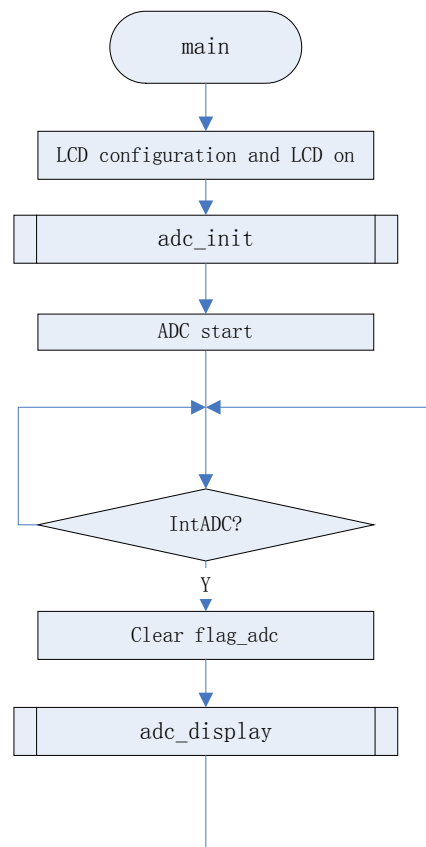 main
LCD configuration and LCD on
adc_init
ADC start
IntADC?
Y
Clear flag_adc
adc_display